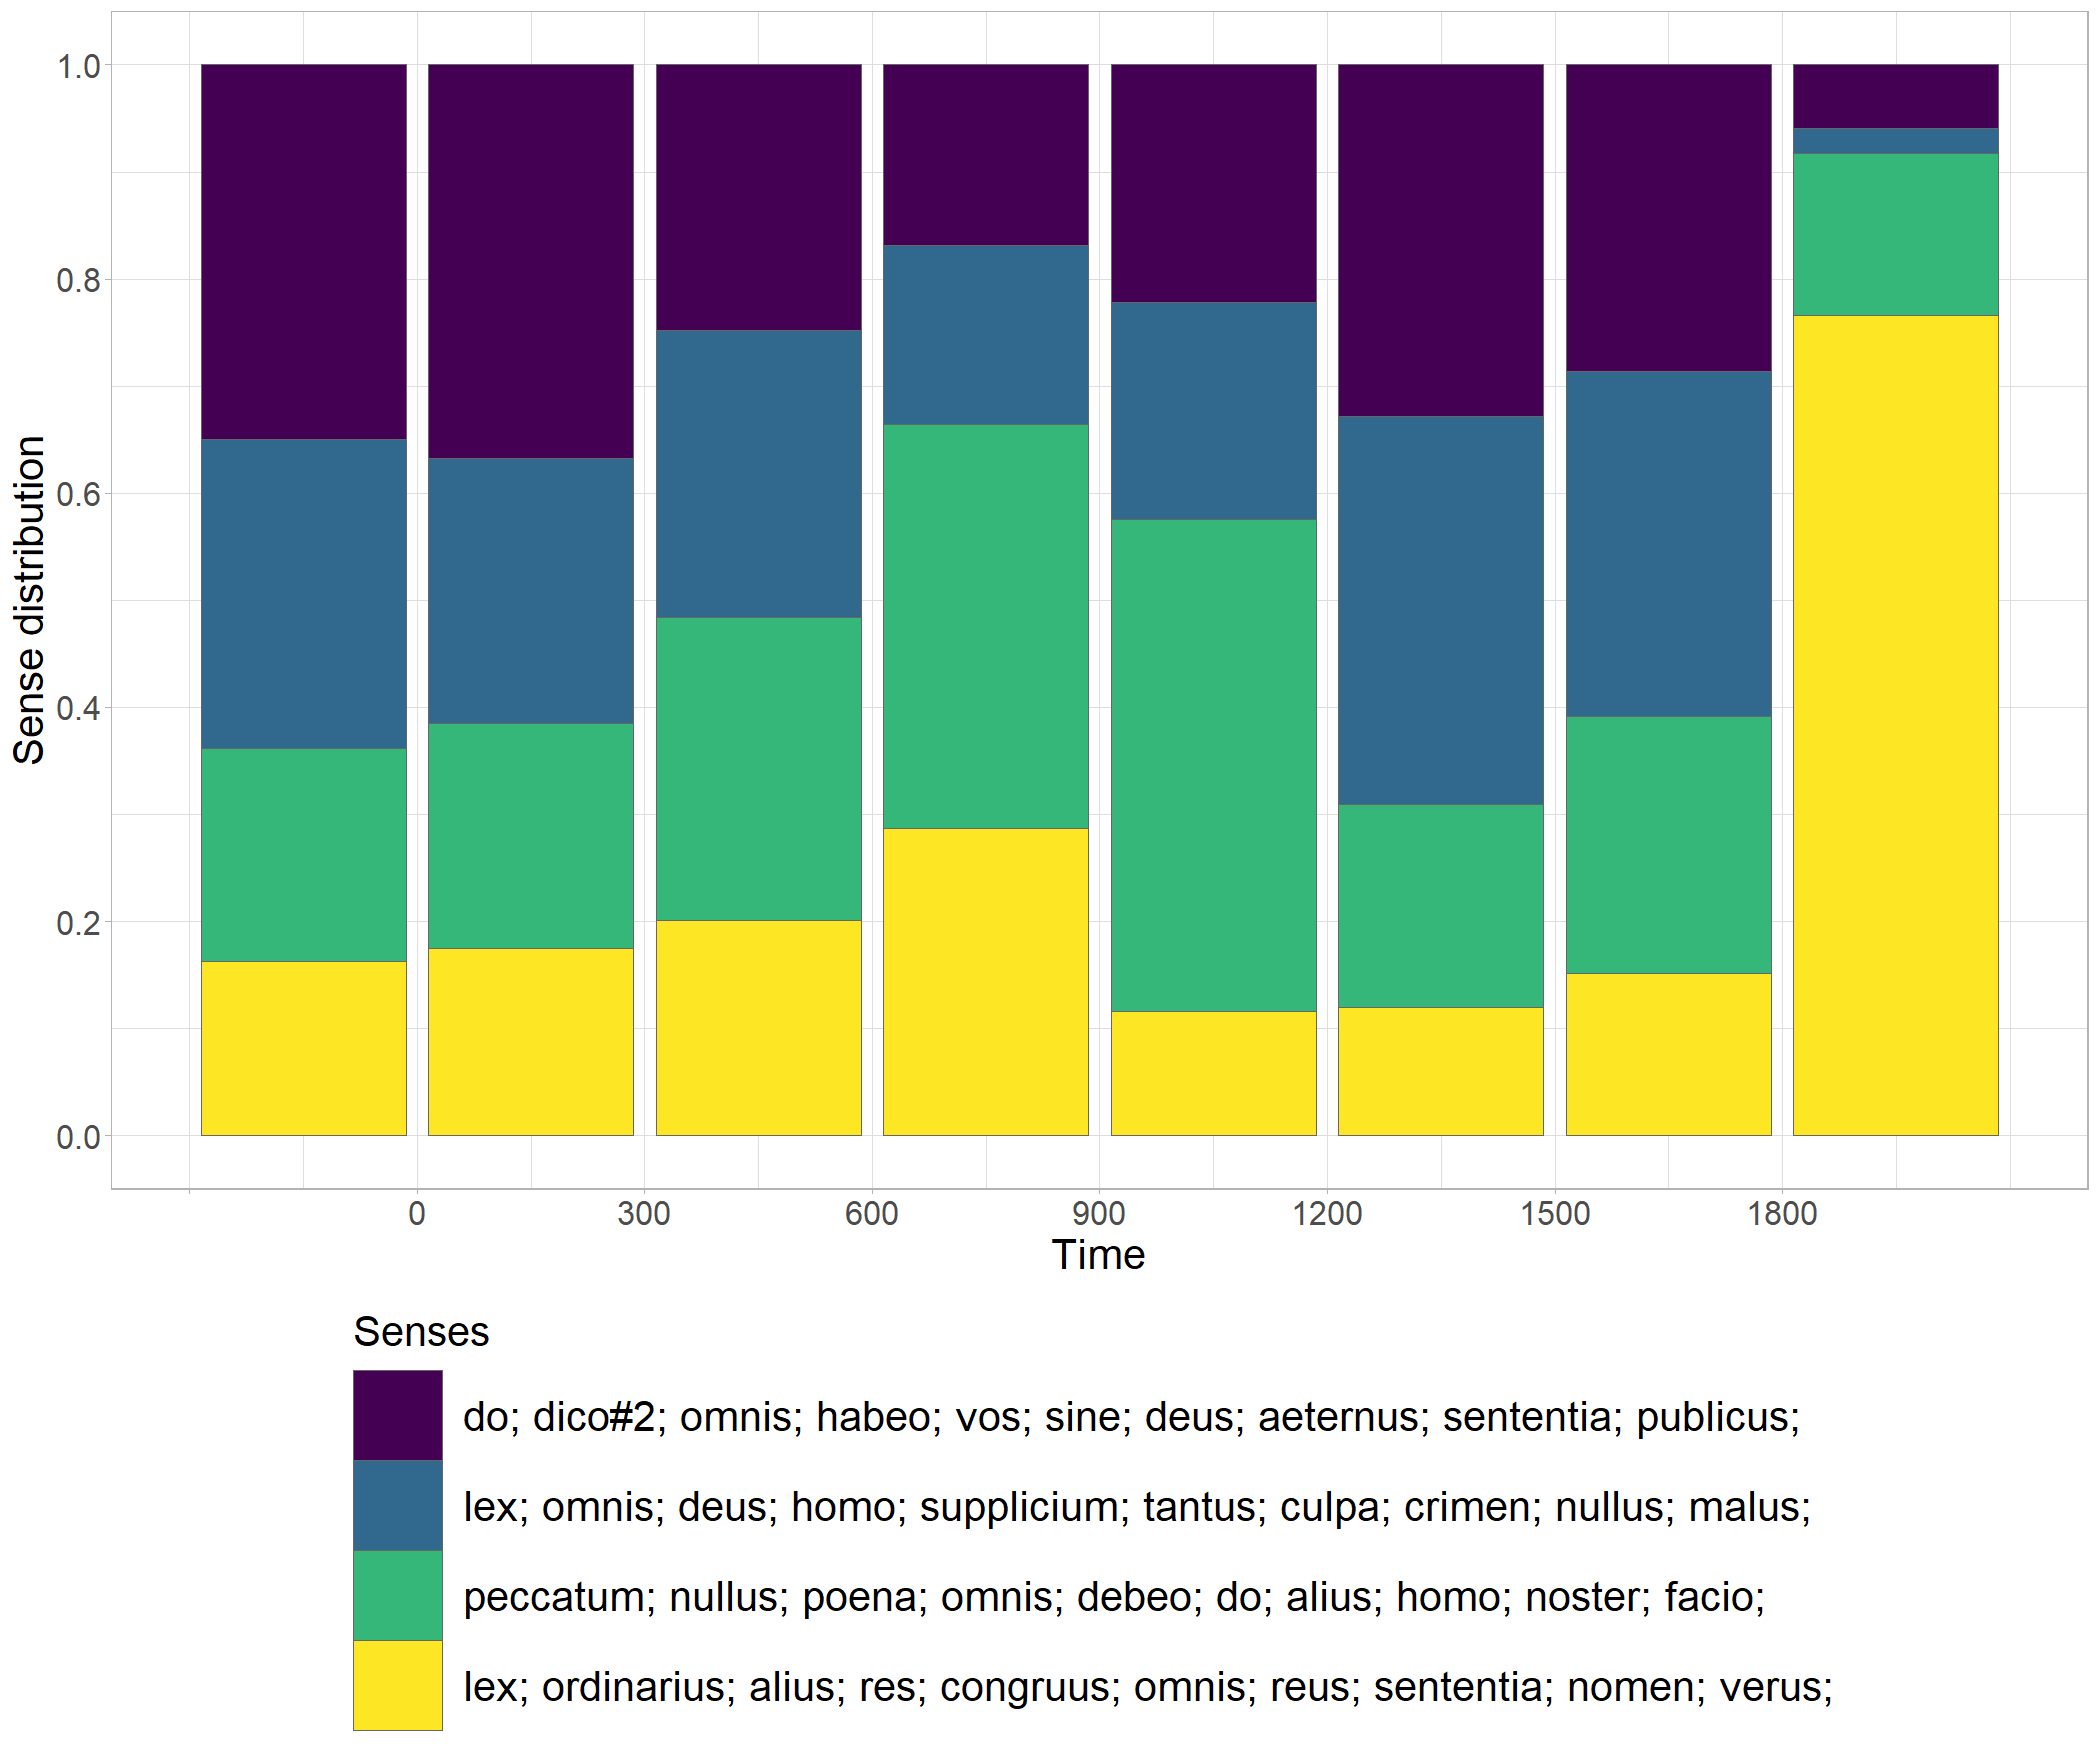 1.0
0.8
0.6
0.4
0.2
0.0
Sense distribution
0 300 600 900 1200 1500 1800
Time
Senses
do; dico#2; omnis; habeo; vos; sine; deus; aeternus; sententia; publicus;
lex; omnis; deus; homo; supplicium; tantus; culpa; crimen; nullus; malus;
peccatum; nullus; poena; omnis; debeo; do; alius; homo; noster; facio;
lex; ordinarius; alius; res; congruus; omnis; reus; sententia; nomen; verus;